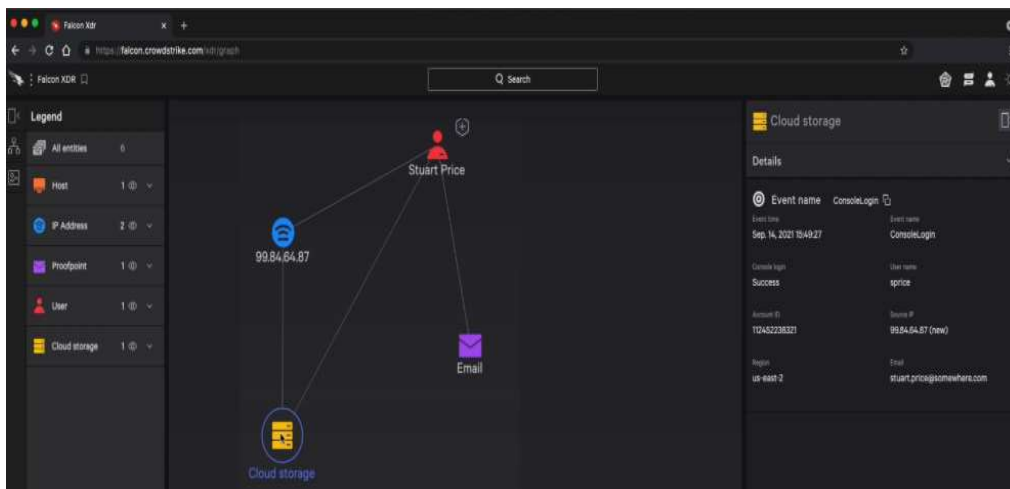 Falcon Xdr
https://falcon.crowdstrike.com/xdr/graph
Falcon XDR
Search
Legend
All entities 6
Host 1
IP Address 2
Proofpoint 1
User 1
Cloud storage 1
Stuart Price
99.84.64.87
Email
Cloud storage
Cloud storage
Details
Event name ConsoleLogin
Event time Event name
Sep. 14, 2021 15:49:27 ConsoleLogin
Console login User name
Success sprice
Account ID Source IP
112452238321 99.84.64.87 (new)
Region Email
us-east-2 stuart.price@somewhere.com